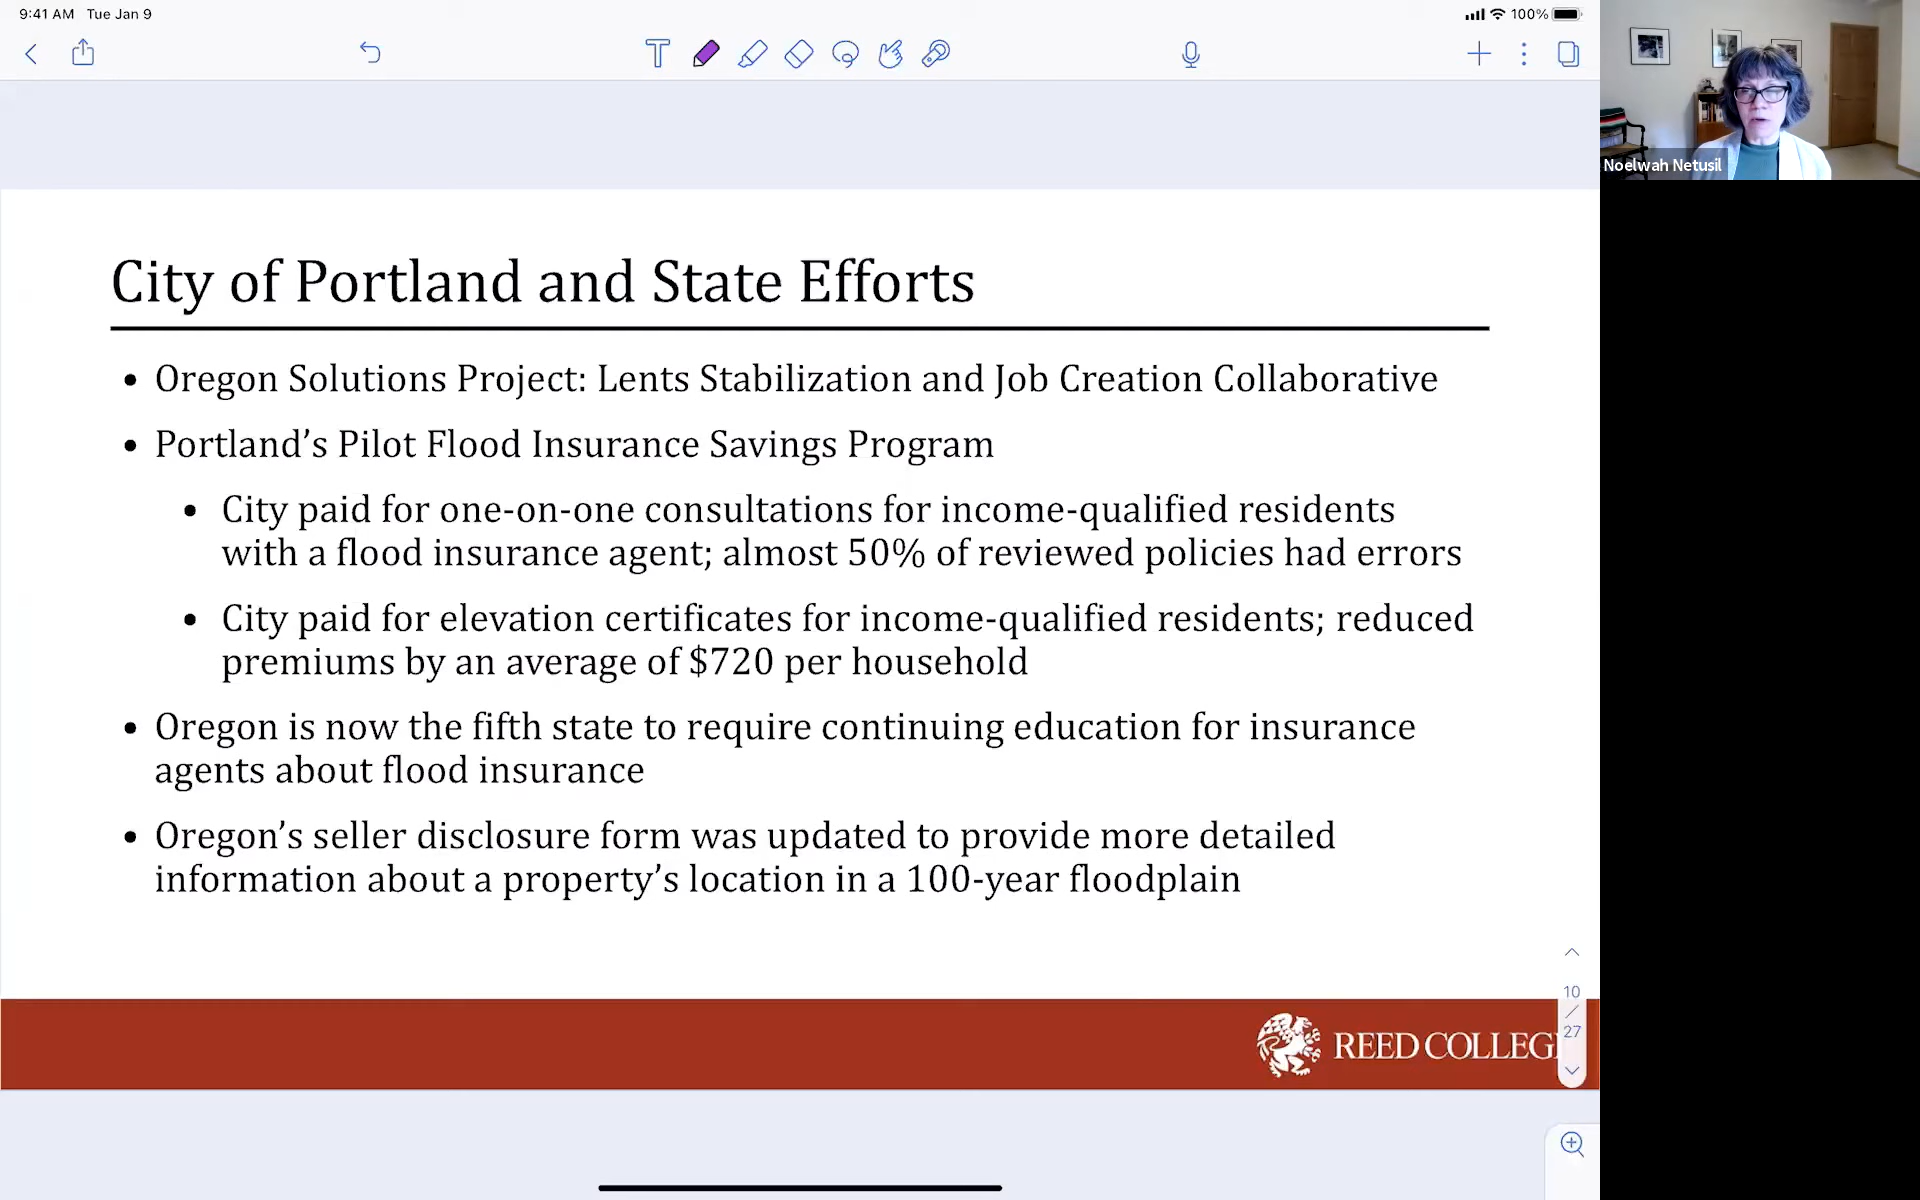 9:41 AM Tue Jan 9
100%
Noelwah Netusil
City of Portland and State Efforts
• Oregon Solutions Project: Lents Stabilization and Job Creation Collaborative
• Portland’s Pilot Flood Insurance Savings Program
• City paid for one-on-one consultations for income-qualified residents
with a flood insurance agent; almost 50% of reviewed policies had errors
• City paid for elevation certificates for income-qualified residents; reduced
premiums by an average of $720 per household
• Oregon is now the fifth state to require continuing education for insurance
agents about flood insurance
• Oregon’s seller disclosure form was updated to provide more detailed
information about a property’s location in a 100-year floodplain
10
/
27
REED COLLEGE